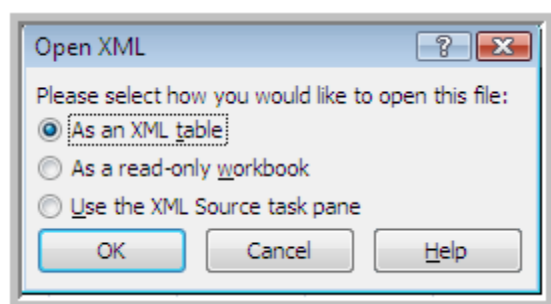 Open XML
Please select how you would like to open this file:
As an XML table
As a read-only workbook
Use the XML Source task pane
OK Cancel Help